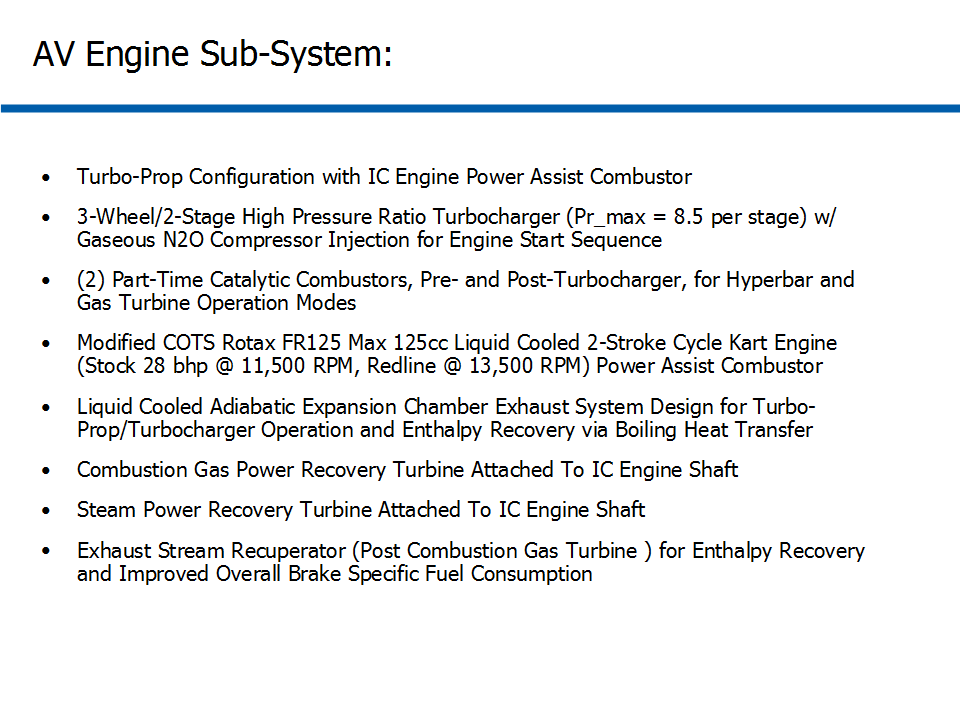 AV Engine Sub-System:
• Turbo-Prop Configuration with IC Engine Power Assist Combustor
• 3-Wheel/2-Stage High Pressure Ratio Turbocharger (Pr_max = 8.5 per stage) w/
Gaseous N2O Compressor Injection for Engine Start Sequence
• (2) Part-Time Catalytic Combustors, Pre- and Post-Turbocharger, for Hyperbar and
Gas Turbine Operation Modes
• Modified COTS Rotax FR125 Max 125cc Liquid Cooled 2-Stroke Cycle Kart Engine
(Stock 28 bhp @ 11,500 RPM, Redline @ 13,500 RPM) Power Assist Combustor
• Liquid Cooled Adiabatic Expansion Chamber Exhaust System Design for Turbo-
Prop/Turbocharger Operation and Enthalpy Recovery via Boiling Heat Transfer
• Combustion Gas Power Recovery Turbine Attached To IC Engine Shaft
• Steam Power Recovery Turbine Attached To IC Engine Shaft
• Exhaust Stream Recuperator (Post Combustion Gas Turbine ) for Enthalpy Recovery
and Improved Overall Brake Specific Fuel Consumption